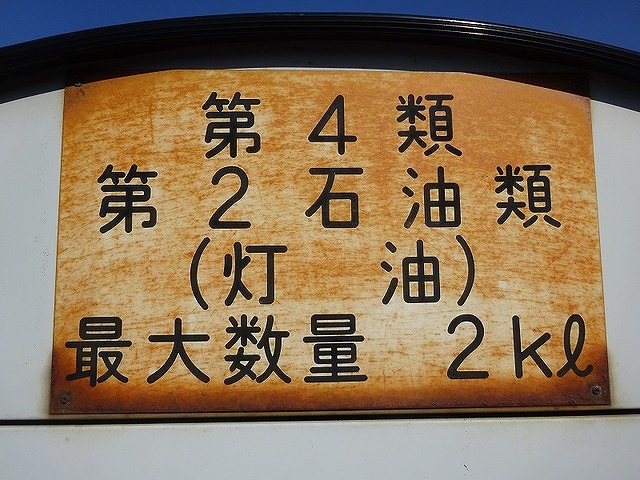 第4類
第2石油類
(灯油)
最大数量 2kℓ